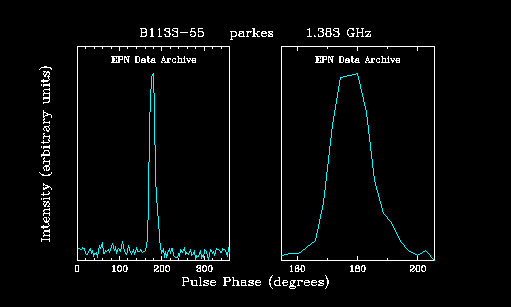 B1133-55 parkes 1.383 GHz
EPN Data Archive EPN Data Archive
Intensity (arbitrary units)
0 100 200 300 160 180 200
Pulse Phase (degrees)